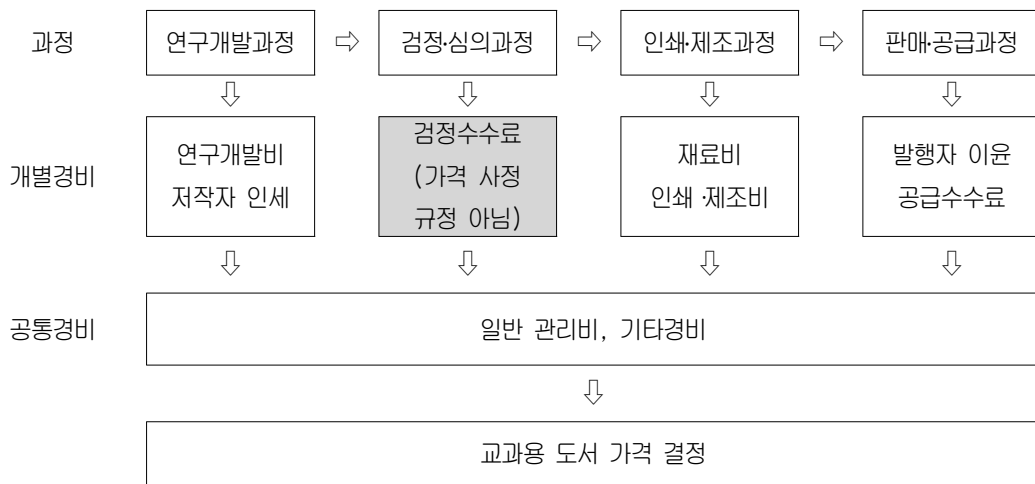 과정 연구개발과정 ⇨ 검정·심의과정 ⇨ 인쇄·제조과정 ⇨ 판매·공급과정
개별경비
연구개발비
저작자 인세
검정수수료
(가격 사정
규정 아님)
재료비
인쇄 ·제조비
발행자 이윤
공급수수료
공통경비 일반 관리비, 기타경비
교과용 도서 가격 결정